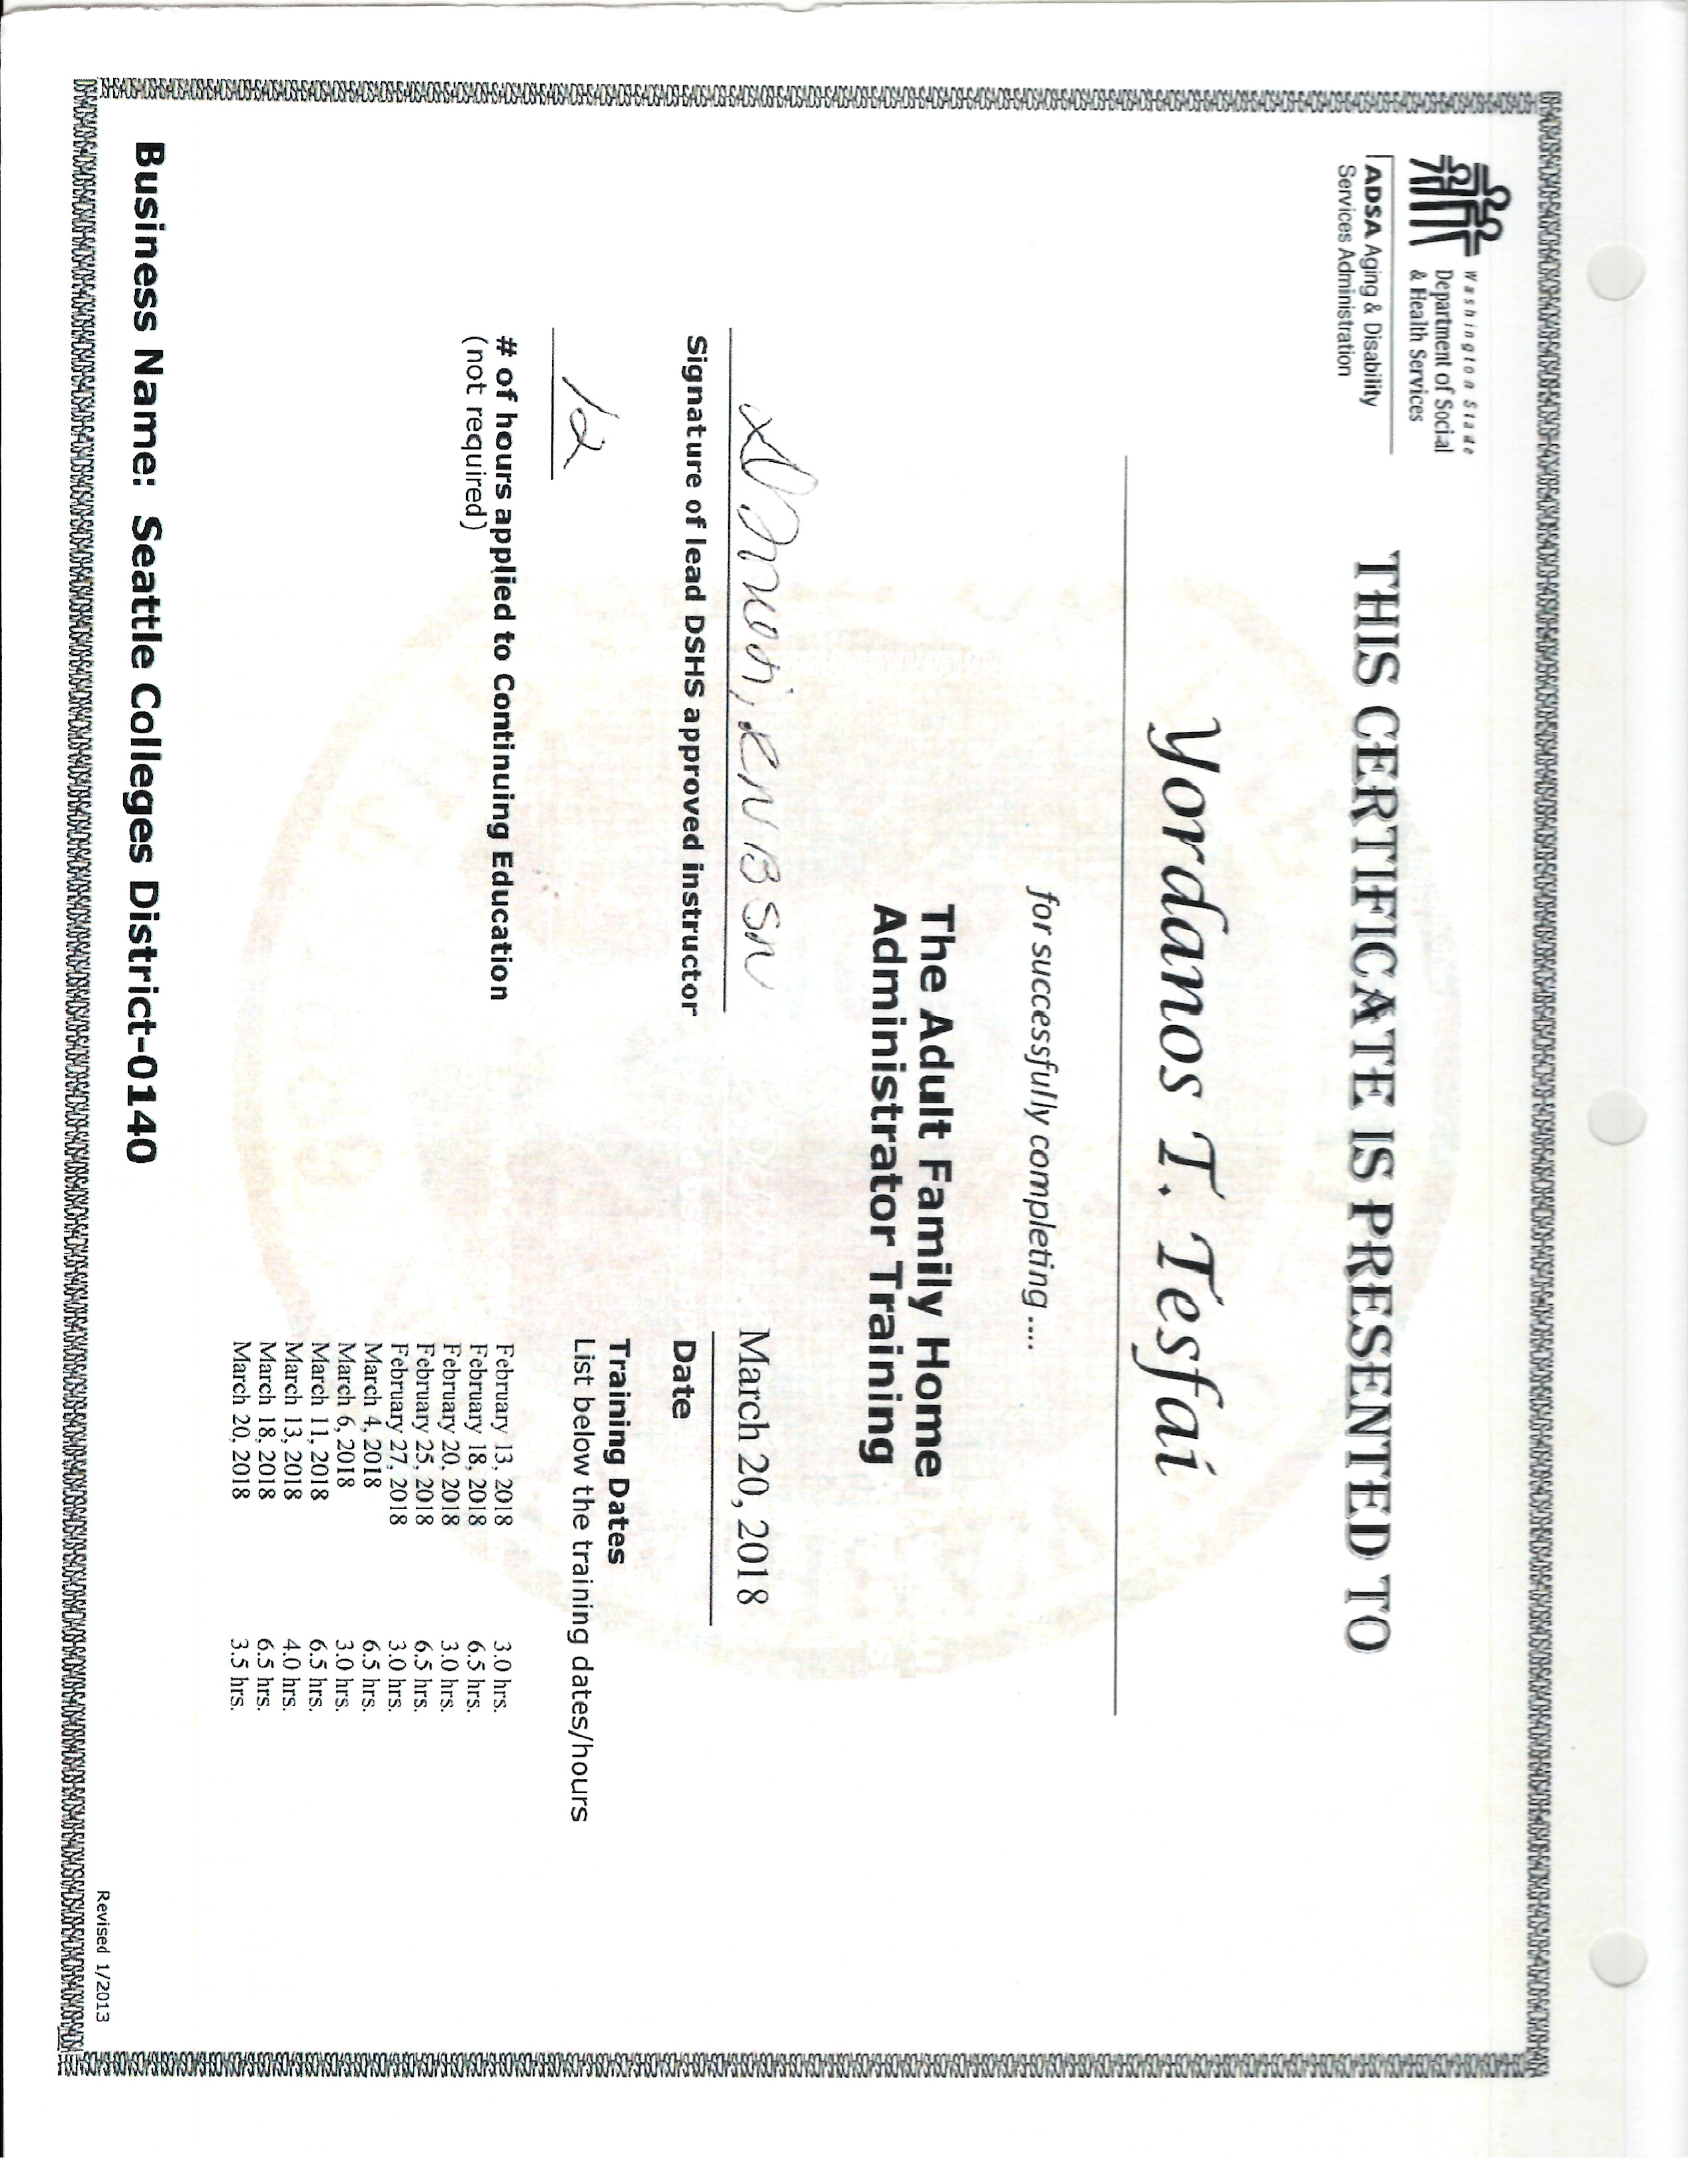 Washington State
Department of Social
& Health Services
ADSA Aging & Disability
Services Administration
THIS CERTIFICATE IS PRESENTED TO
Yordanos T. Tesfai
for successfully completing ....
The Adult Family Home
Administrator Training
RN BSN
March 20, 2018
Signature of lead DSHS approved instructor
Date
12
# of hours applied to Continuing Education
(not required)
Training Dates
List below the training dates/hours
February 13, 2018 3.0 hrs.
February 18, 2018 6.5 hrs.
February 20, 2018 3.0 hrs.
February 25, 2018 6.5 hrs.
February 27, 2018 3.0 hrs.
March 4, 2018 6.5 hrs.
March 6, 2018 3.0 hrs.
March 11, 2018 6.5 hrs.
March 13, 2018 4.0 hrs.
March 18, 2018 6.5 hrs.
March 20, 2018 3.5 hrs.
Business Name: Seattle Colleges District-0140
Revised 1/2013